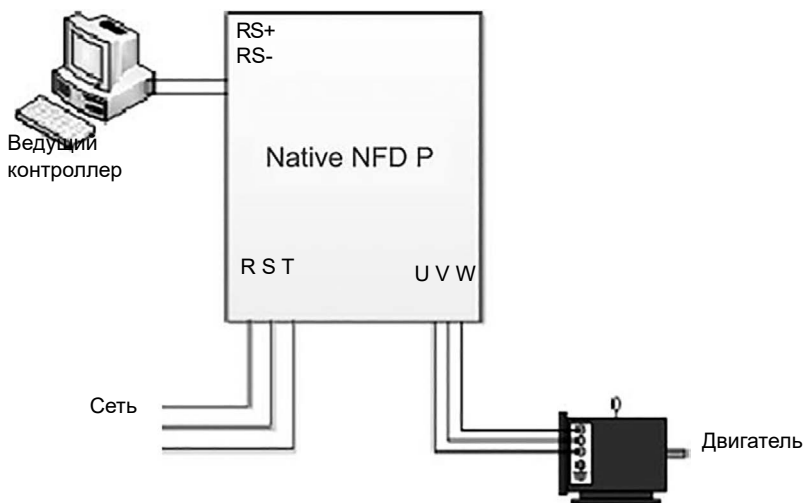 RS+
RS-
Ведущий
контроллер
Native NFD P
R S T
U V W
Сеть
Двигатель